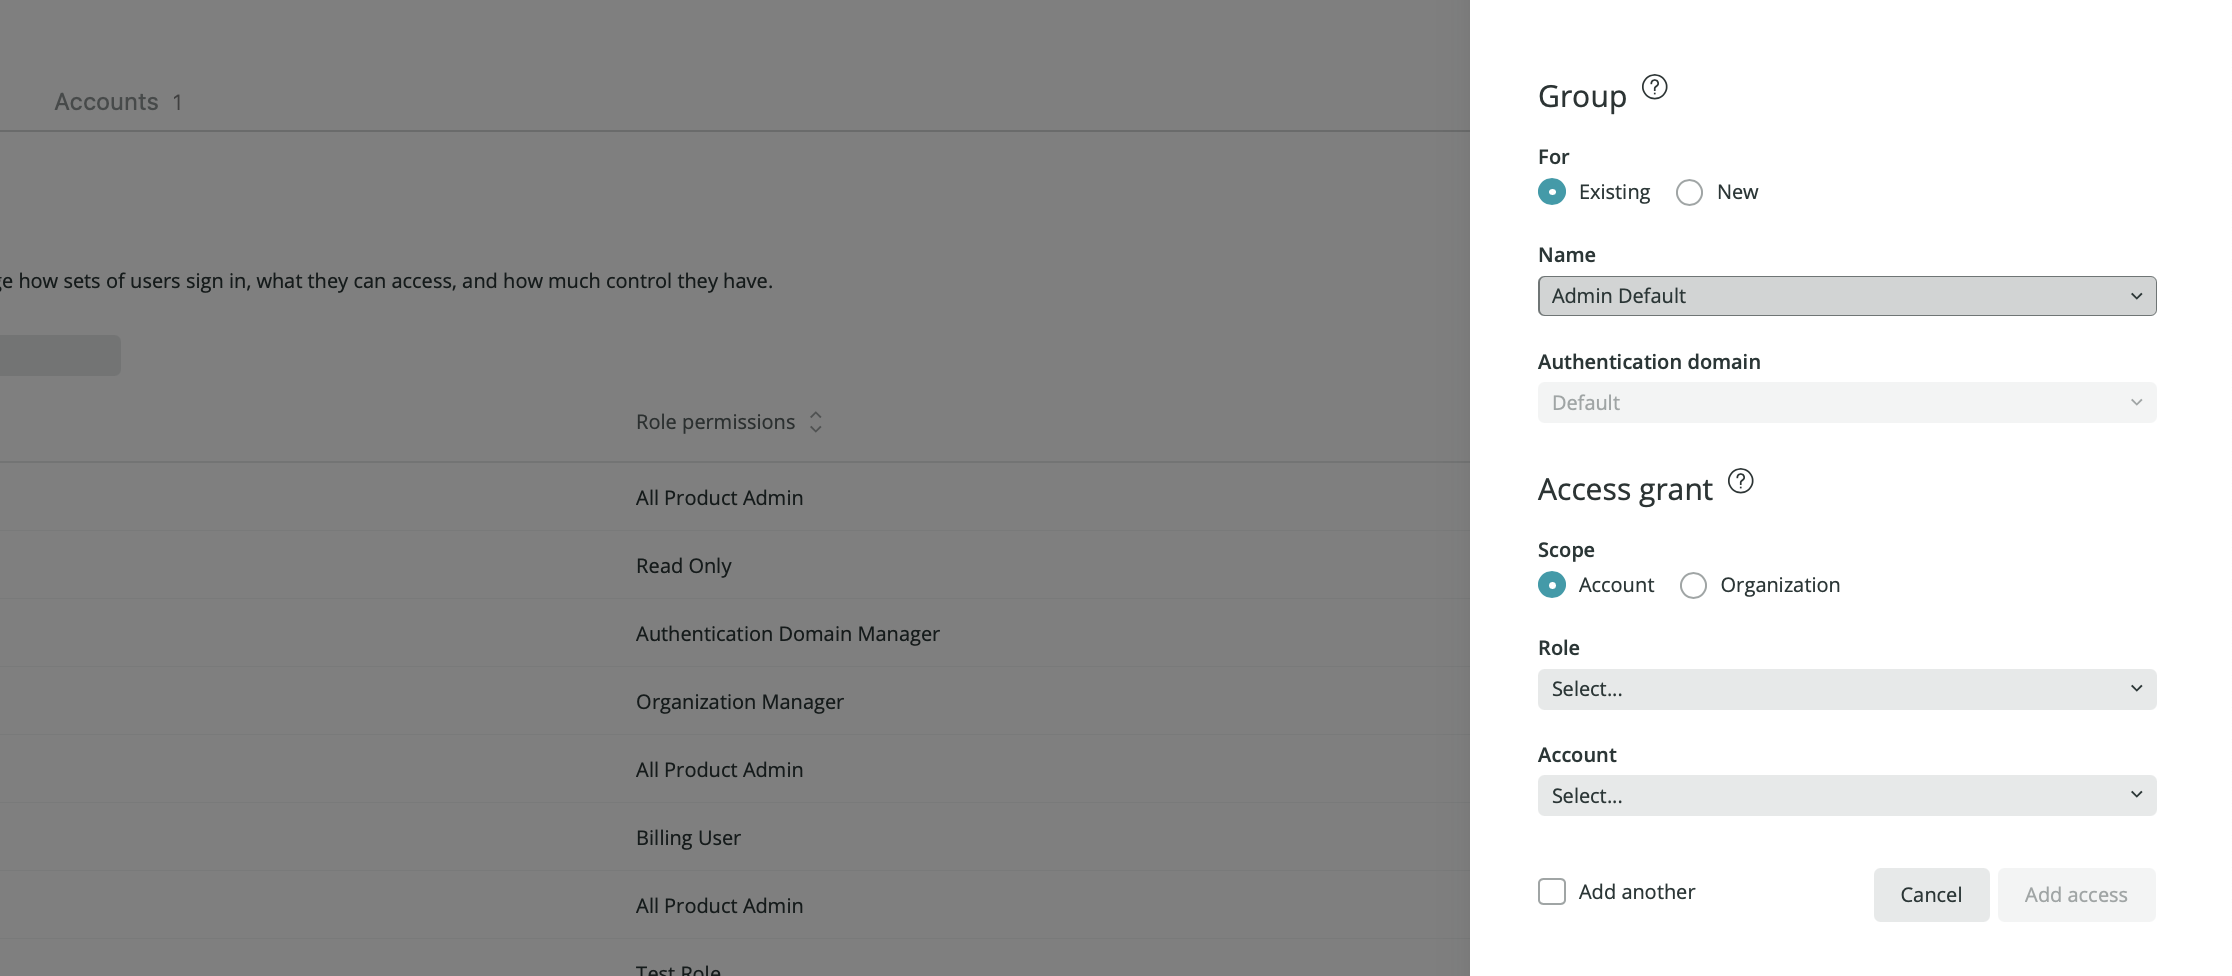 Accounts 1
how sets of users sign in, what they can access, and how much control they have.
Role permissions
All Product Admin
Read Only
Authentication Domain Manager
Organization Manager
All Product Admin
Billing User
All Product Admin
Test Role
Group ?
For
Existing New
Name
Admin Default
Authentication domain
Default
Access grant ?
Scope
Account Organization
Role
Select...
Account
Select...
Add another Cancel Add access